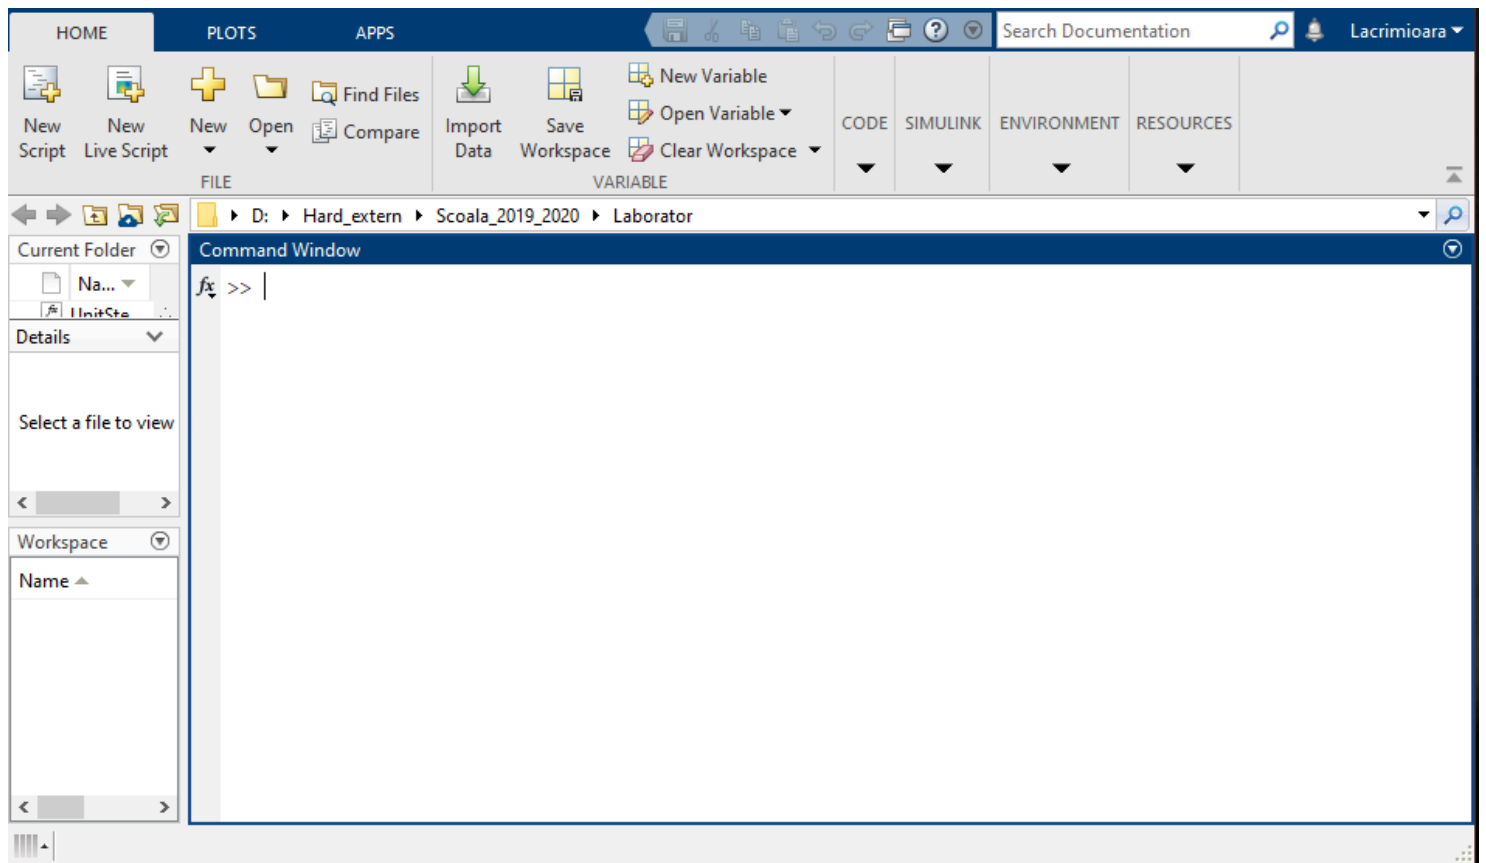 HOME PLOTS APPS Search Documentation Lacrimioara
New Script
New Live Script
New
Open
Find Files
Compare
FILE
Import Data
Save Workspace
New Variable
Open Variable
Clear Workspace
VARIABLE
CODE
SIMULINK
ENVIRONMENT
RESOURCES
D: Hard_extern Scoala_2019_2020 Laborator
Current Folder
Na...
UnitSte
Details
Select a file to view
Workspace
Name
Command Window
fx >>